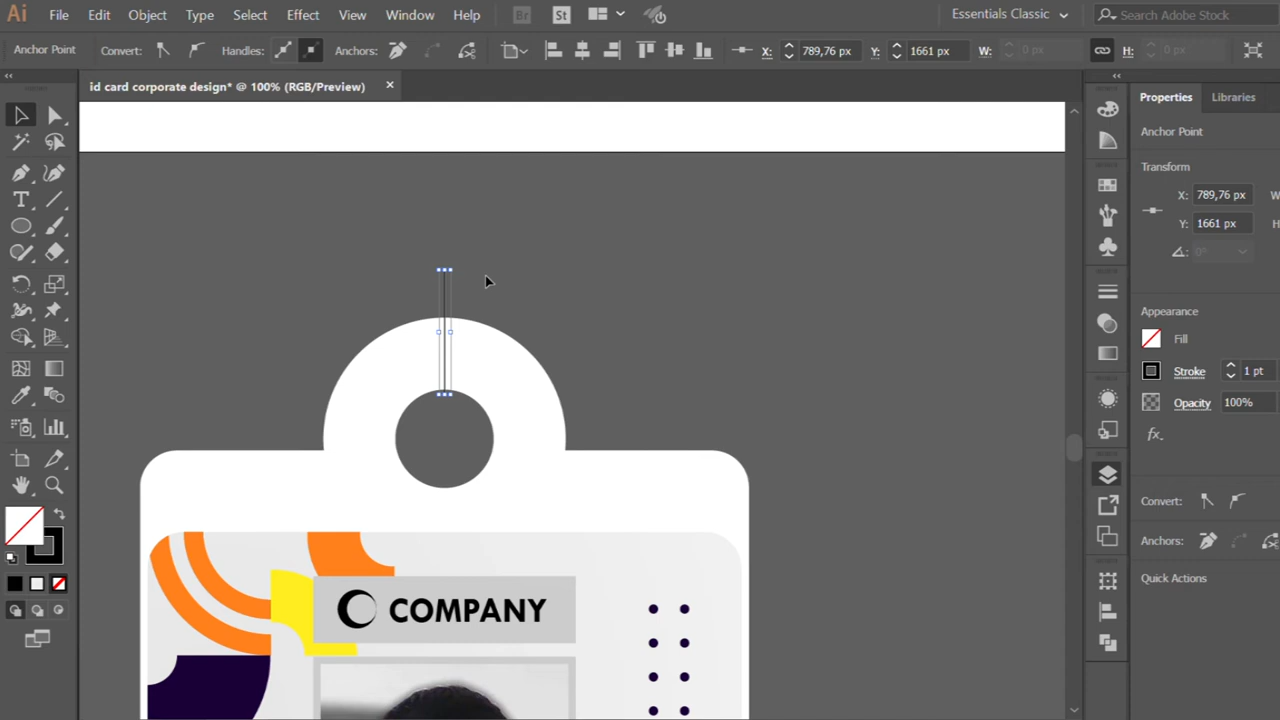 Ai File Edit Object Type Select Effect View Window Help Br St Essentials Classic Search Adobe Stock
Anchor Point Convert: Handles: Anchors: X: 789,76 px Y: 1661 px W: 0 px H: 0 px
id card corporate design* @ 100% (RGB/Preview) ×
Properties Libraries
Anchor Point
Transform
X: 789,76 px
Y: 1661 px H
0°
Appearance
Fill
Stroke 1 pt
Opacity 100%
fx
Convert:
Anchors:
Quick Actions
COMPANY